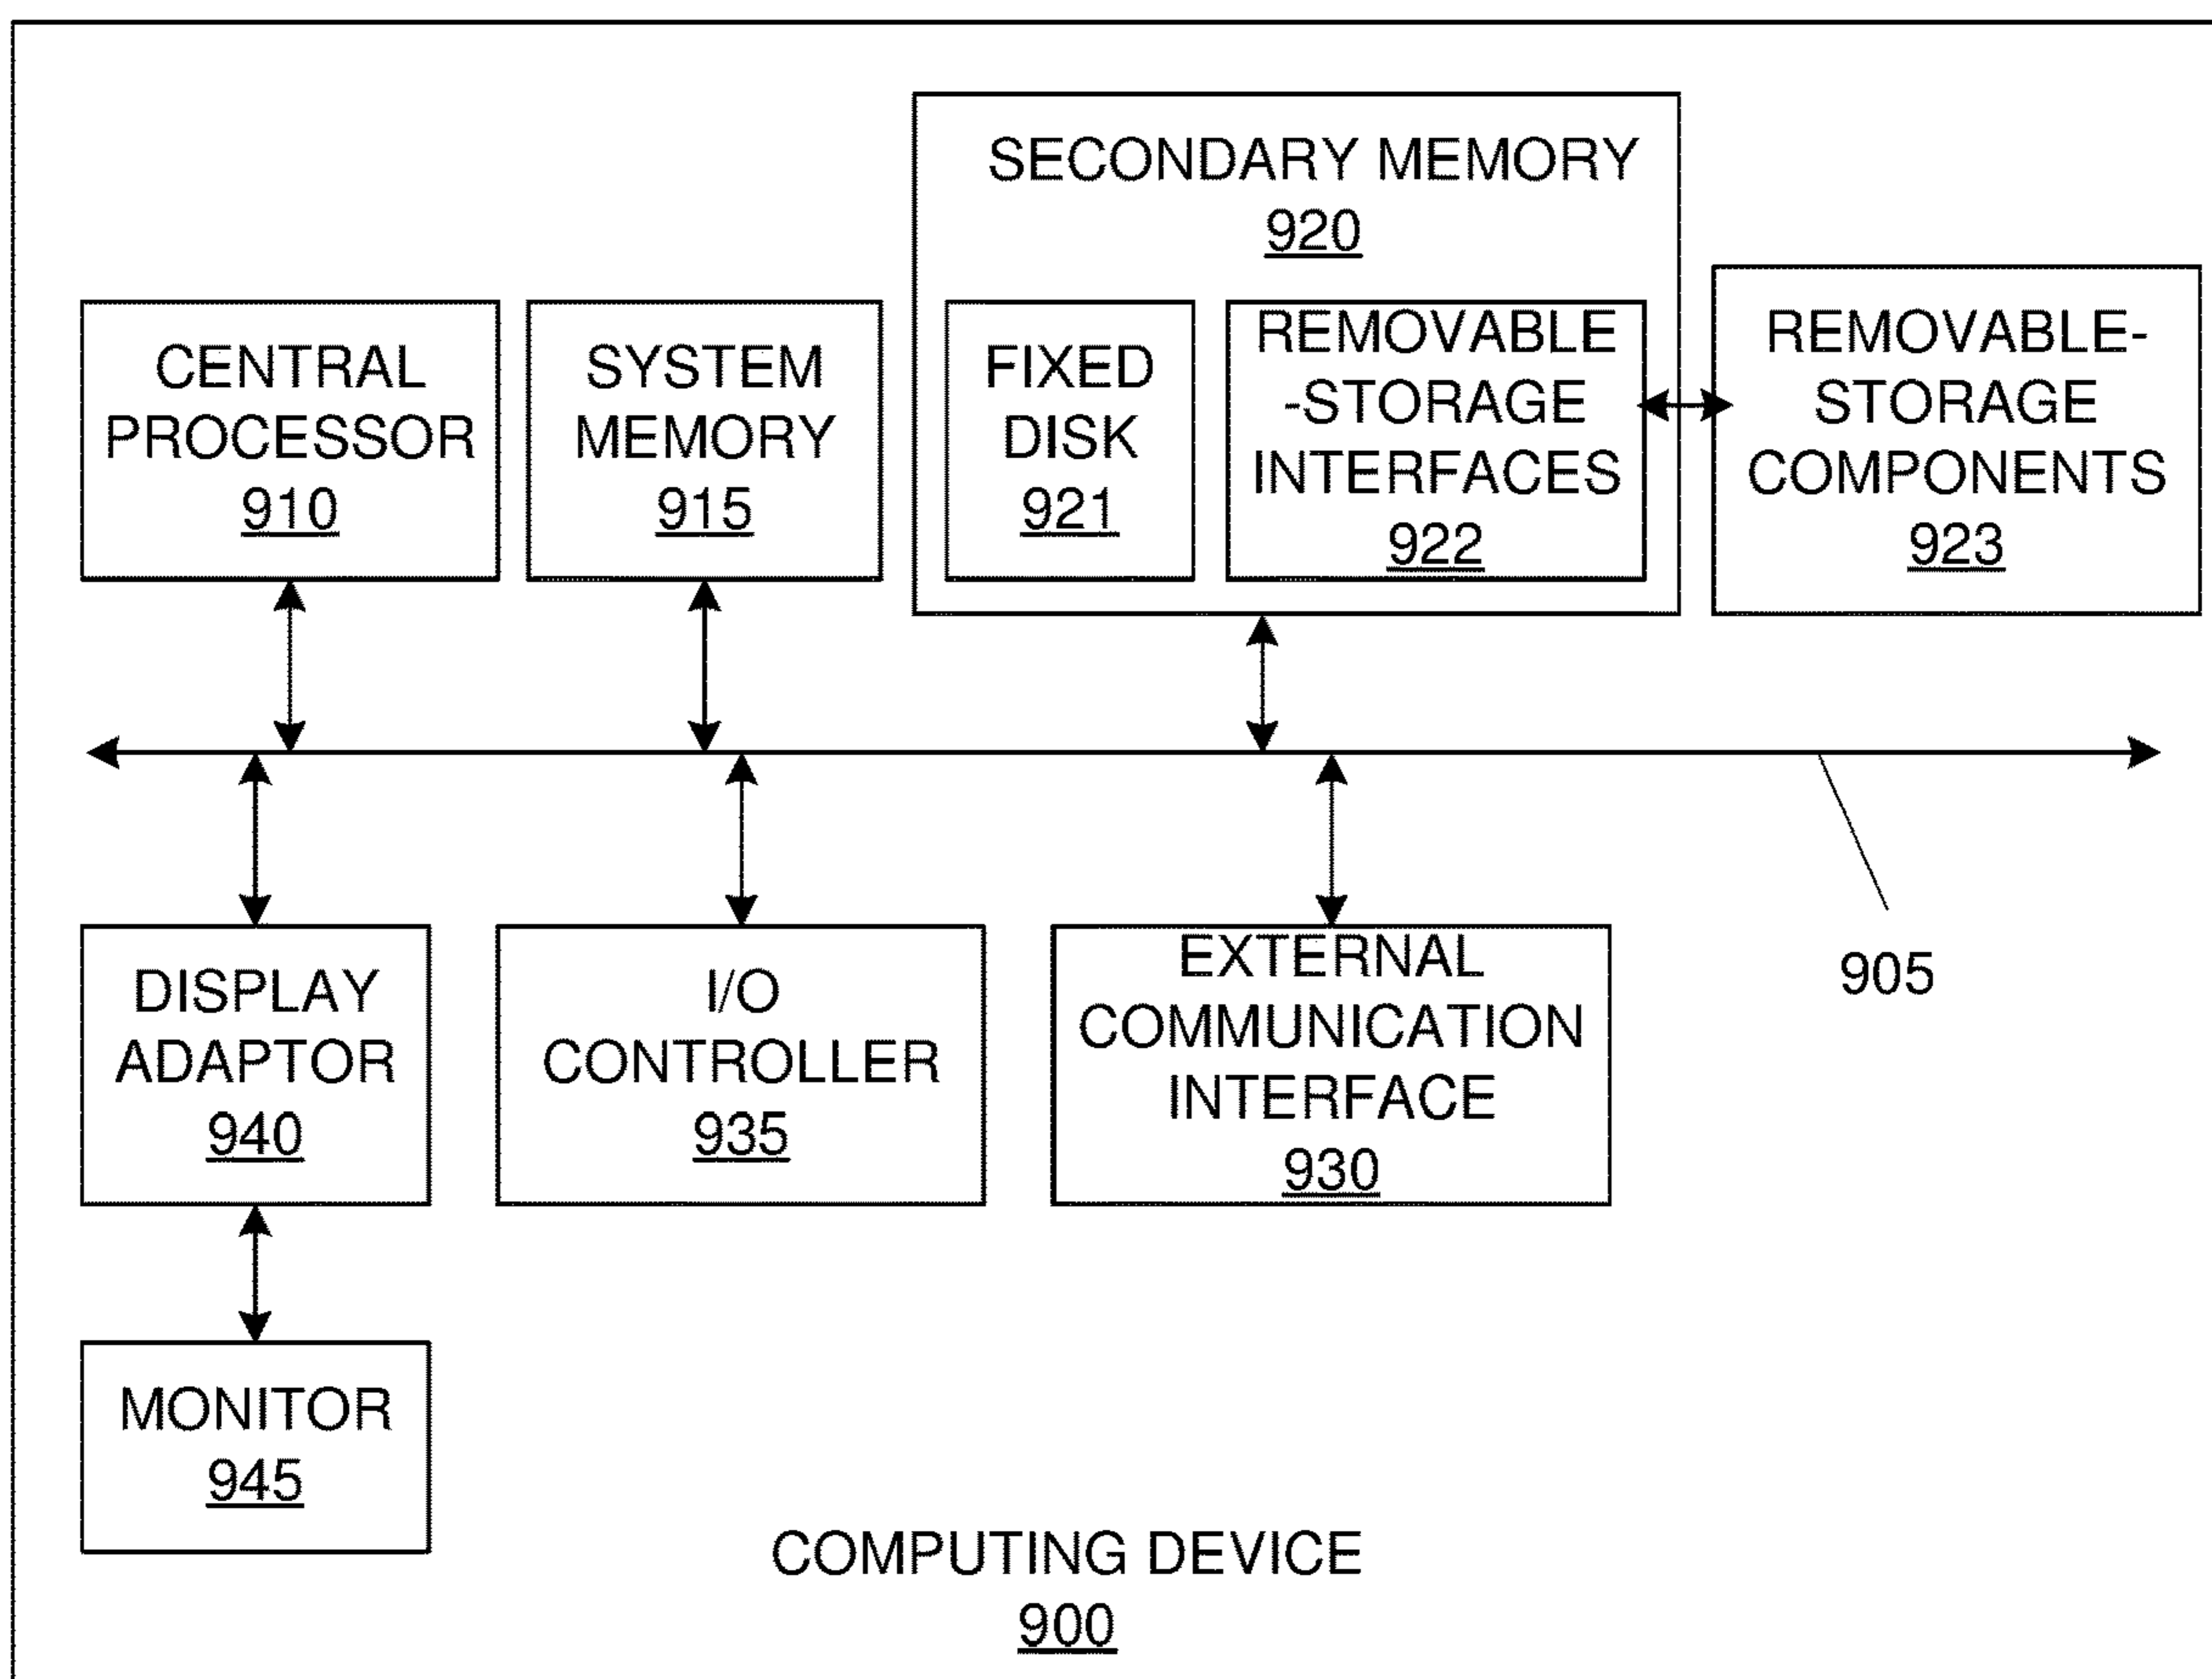 SECONDARY MEMORY
920
CENTRAL
PROCESSOR
910
SYSTEM
MEMORY
915
FIXED
DISK
921
REMOVABLE
-STORAGE
INTERFACES
922
REMOVABLE-
STORAGE
COMPONENTS
923
905
DISPLAY
ADAPTOR
940
I/O
CONTROLLER
935
EXTERNAL
COMMUNICATION
INTERFACE
930
MONITOR
945
COMPUTING DEVICE
900